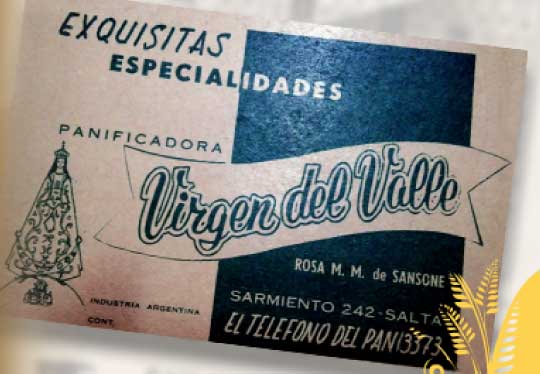 EXQUISITAS
ESPECIALIDADES
PANIFICADORA
Virgen del Valle
ROSA M. M. de SANSONE
INDUSTRIA ARGENTINA
CONT.
SARMIENTO 242-SALTA
EL TELEFONO DEL PAN 13373